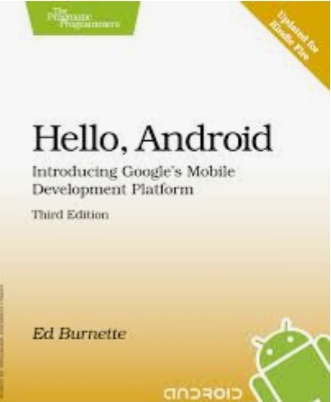 The
Pragmatic
Programmers
Updated for
Kindle Fire
Hello, Android
Introducing Google's Mobile
Development Platform
Third Edition
Ed Burnette
ANDROID